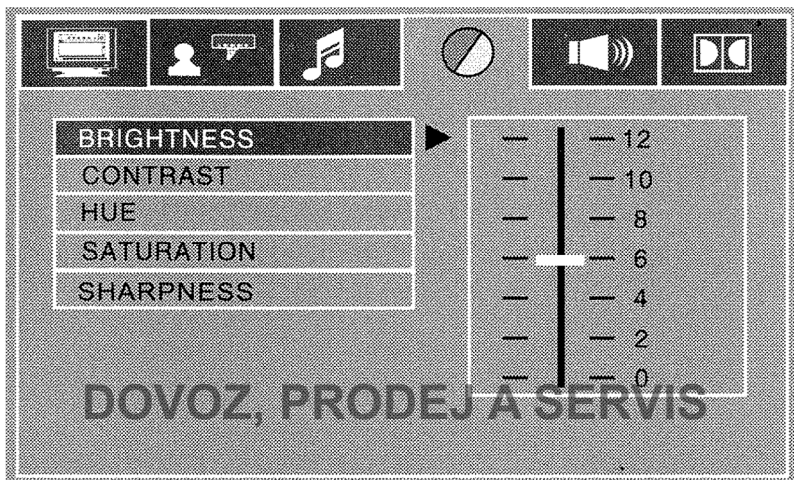 BRIGHTNESS
CONTRAST
HUE
SATURATION
SHARPNESS
12
10
8
6
4
2
0
DOVOZ, PRODEJ A SERVIS